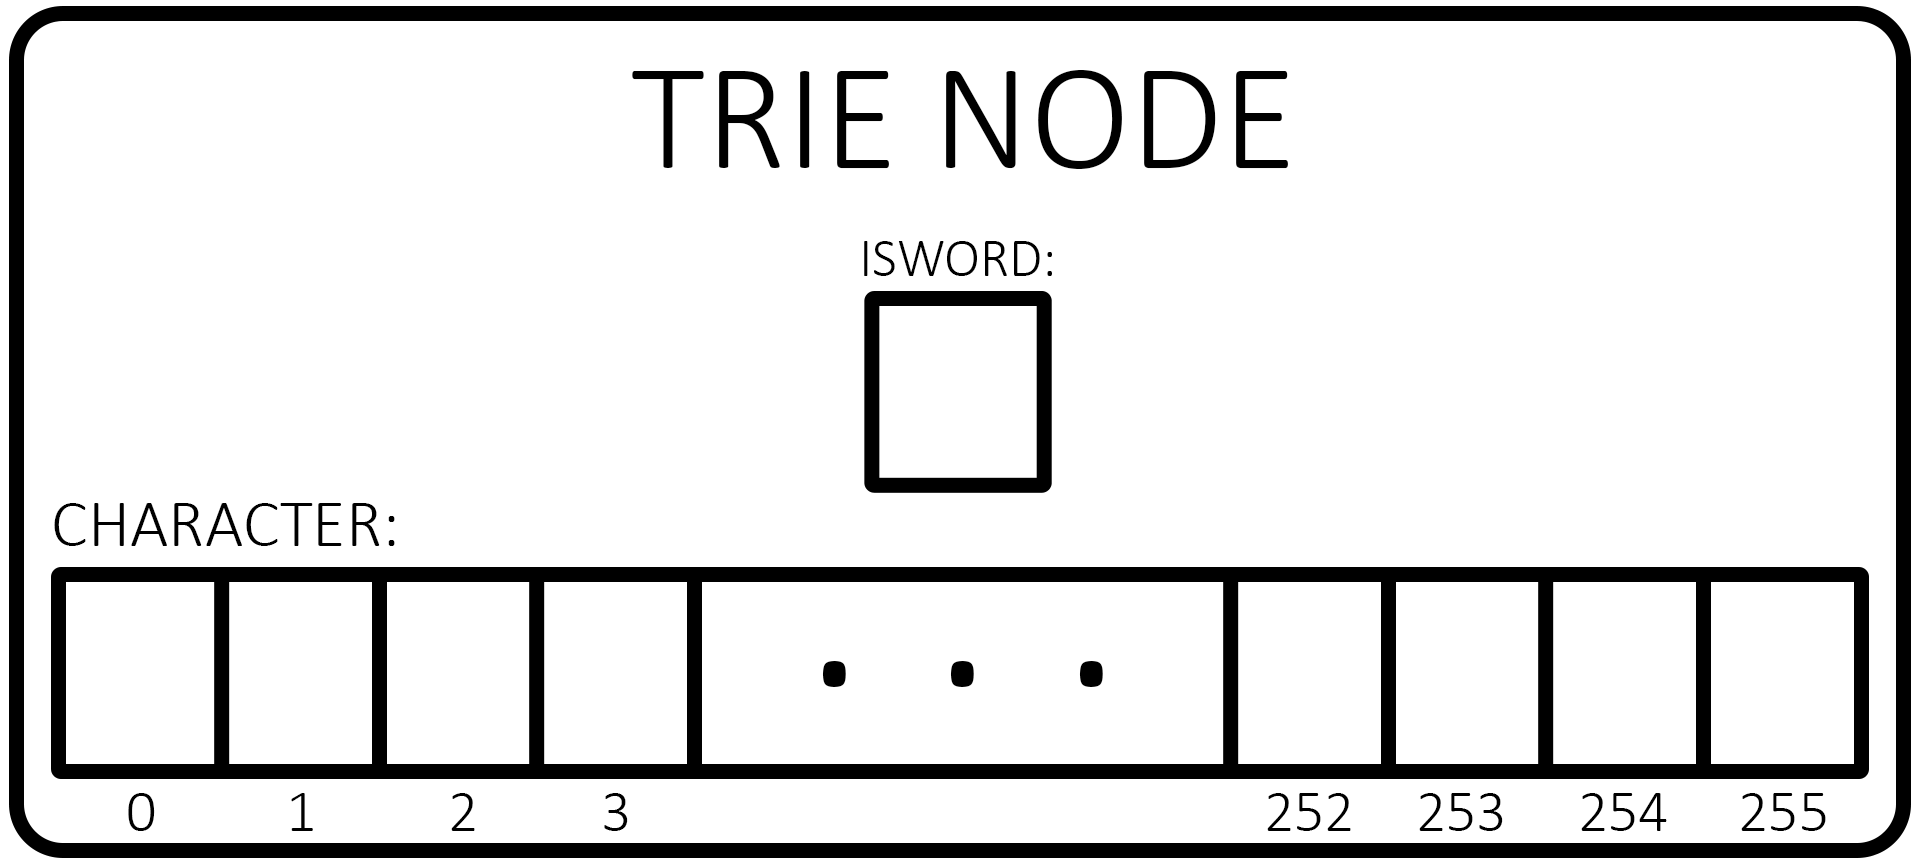 TRIE NODE
ISWORD:
CHARACTER:
. . .
0 1 2 3 252 253 254 255